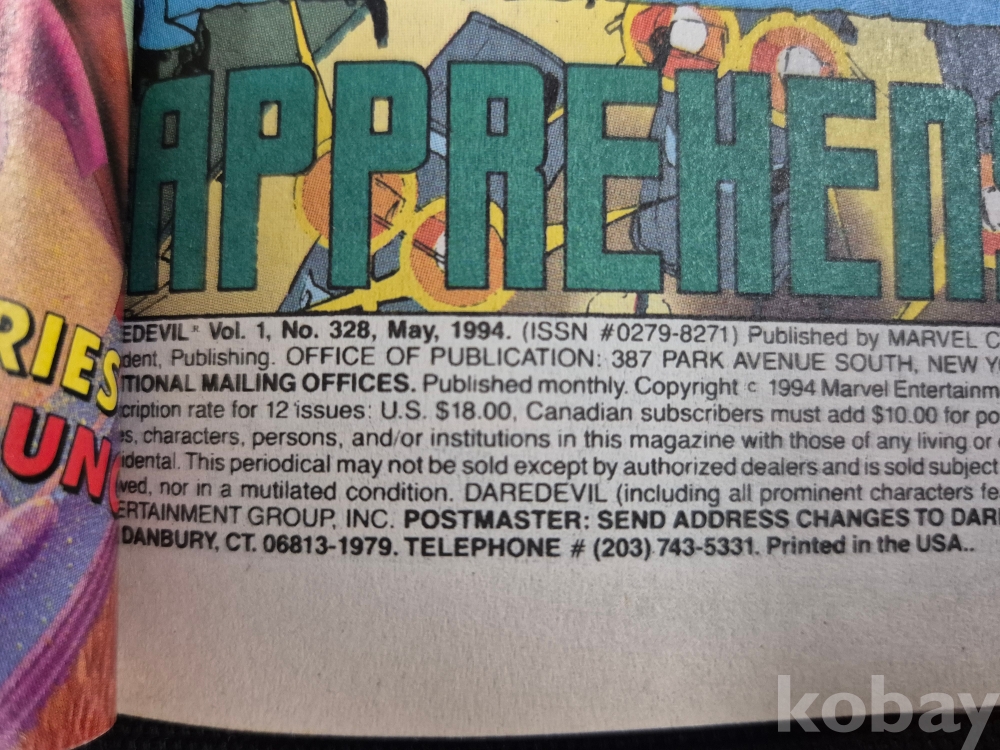 APPREHEN
RIES
UN
EDEVIL® Vol. 1, No. 328, May, 1994. (ISSN #0279-8271) Published by MARVEL C
dent, Publishing. OFFICE OF PUBLICATION: 387 PARK AVENUE SOUTH, NEW YO
TIONAL MAILING OFFICES. Published monthly. Copyright © 1994 Marvel Entertainm
cription rate for 12 issues: U.S. $18.00. Canadian subscribers must add $10.00 for po
es, characters, persons, and/or institutions in this magazine with those of any living or
idental. This periodical may not be sold except by authorized dealers and is sold subject
ved, nor in a mutilated condition. DAREDEVIL (including all prominent characters fe
ERTAINMENT GROUP, INC. POSTMASTER: SEND ADDRESS CHANGES TO DARE
DANBURY, CT. 06813-1979. TELEPHONE # (203) 743-5331. Printed in the USA..
kobay